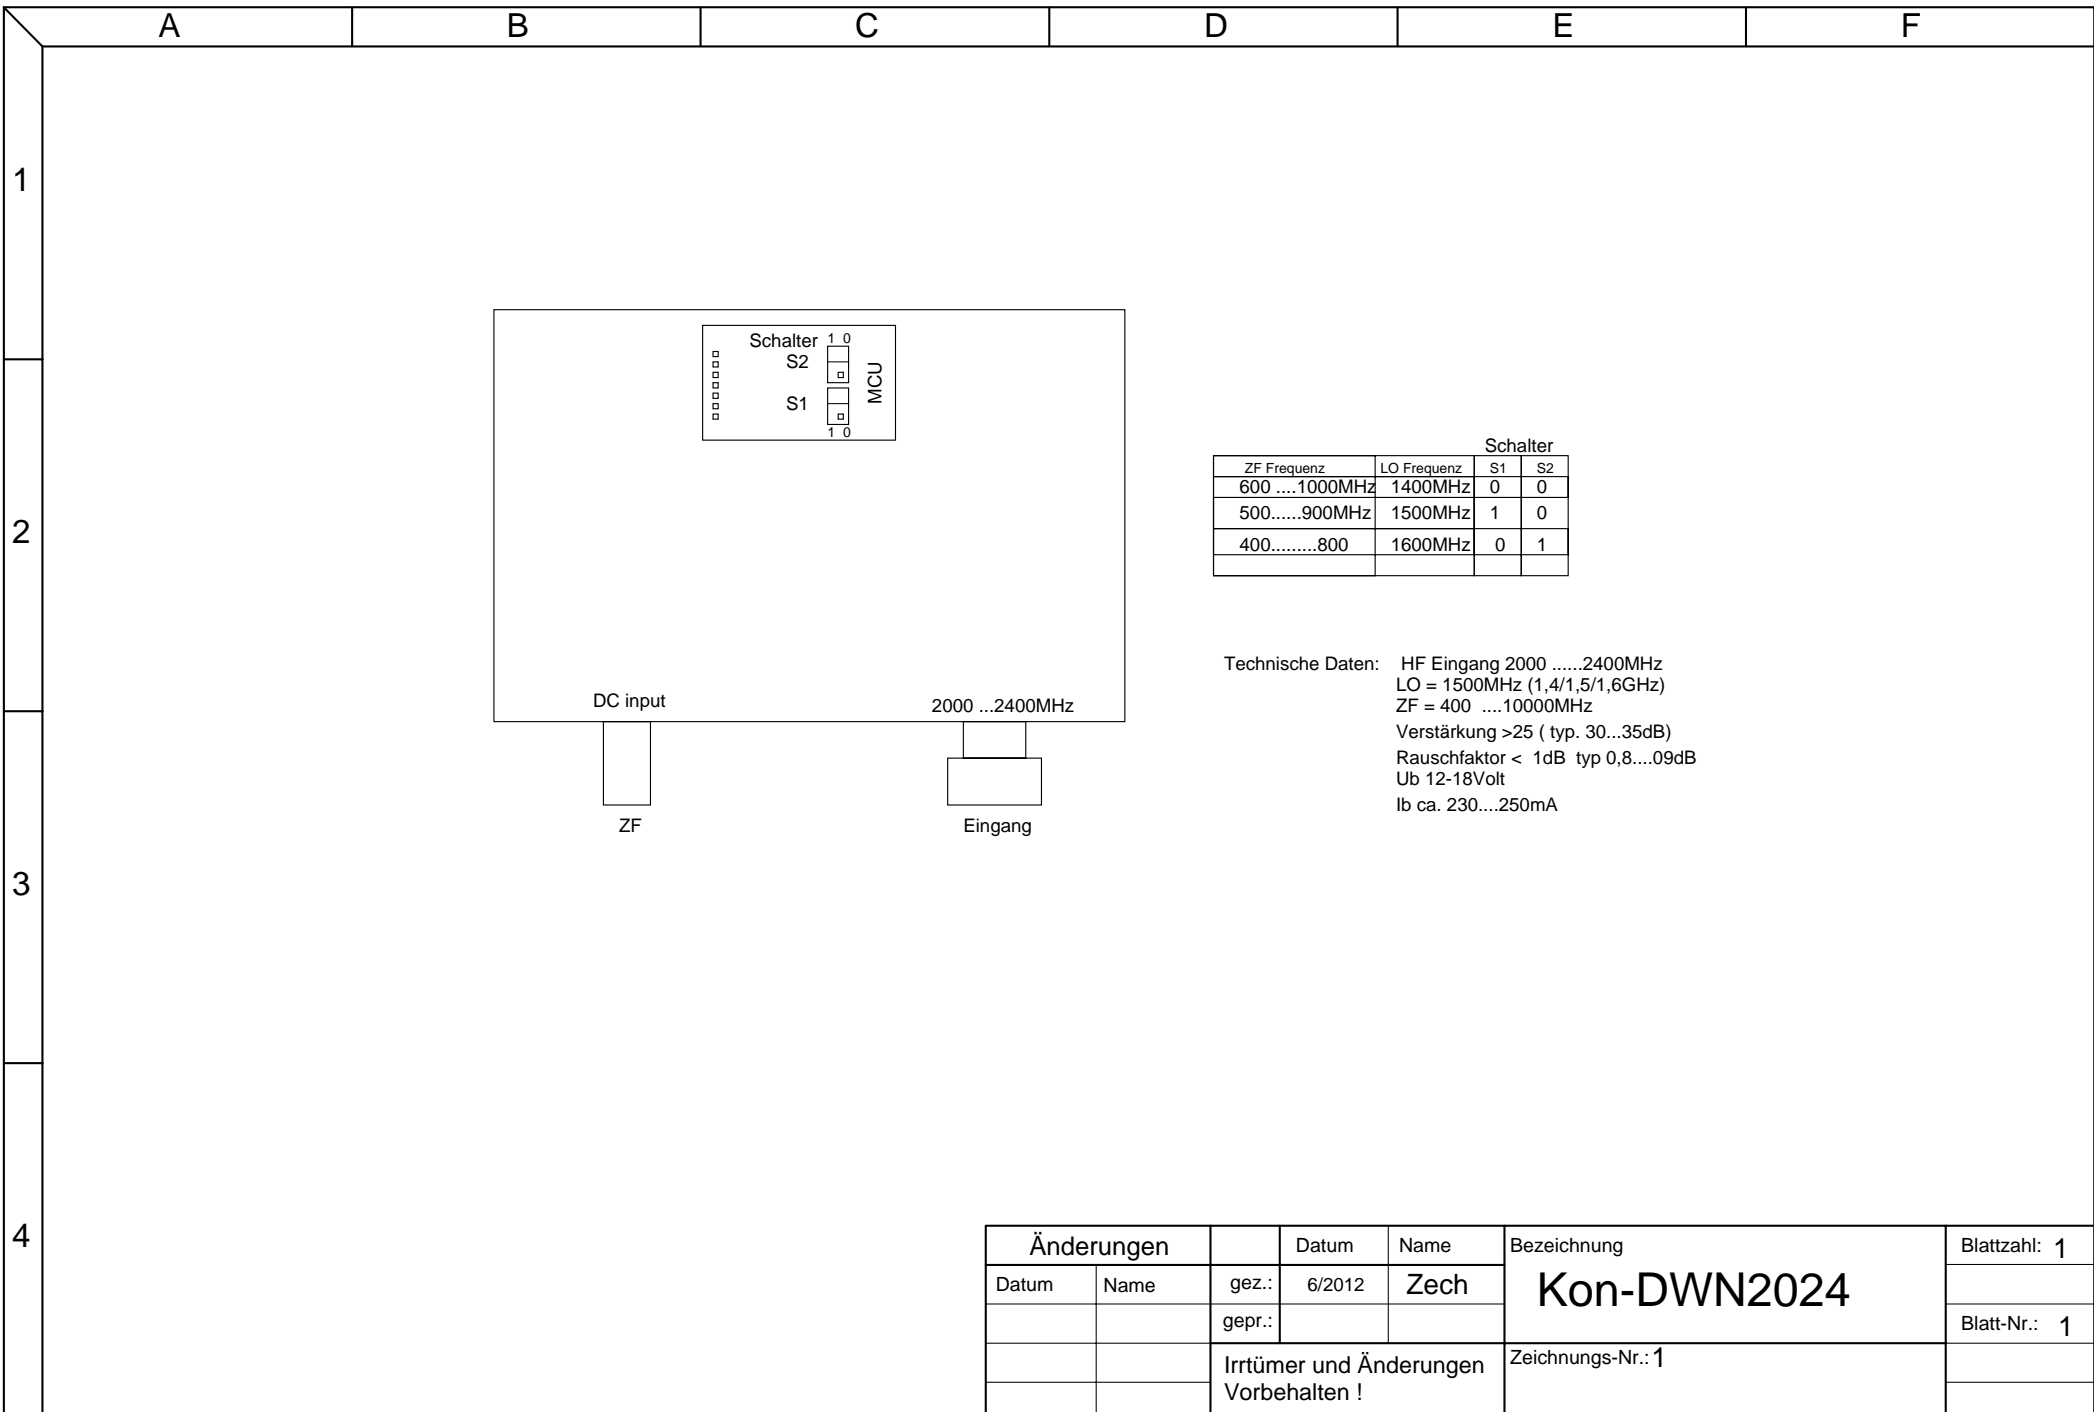 A B C D E F
1
2
3
4
Schalter 1 0
S2
S1
1 0
MCU
DC input
2000 ...2400MHz
ZF
Eingang
Schalter
ZF Frequenz LO Frequenz S1 S2
600 ....1000MHz 1400MHz 0 0
500......900MHz 1500MHz 1 0
400.........800 1600MHz 0 1
Technische Daten: HF Eingang 2000 ......2400MHz
LO = 1500MHz (1,4/1,5/1,6GHz)
ZF = 400 ....10000MHz
Verstärkung >25 ( typ. 30...35dB)
Rauschfaktor < 1dB typ 0,8....09dB
Ub 12-18Volt
Ib ca. 230....250mA
Änderungen Datum Name Bezeichnung Blattzahl: 1
Datum Name gez.: 6/2012 Zech Kon-DWN2024
gepr.: Blatt-Nr.: 1
Irrtümer und Änderungen Zeichnungs-Nr.: 1
Vorbehalten !